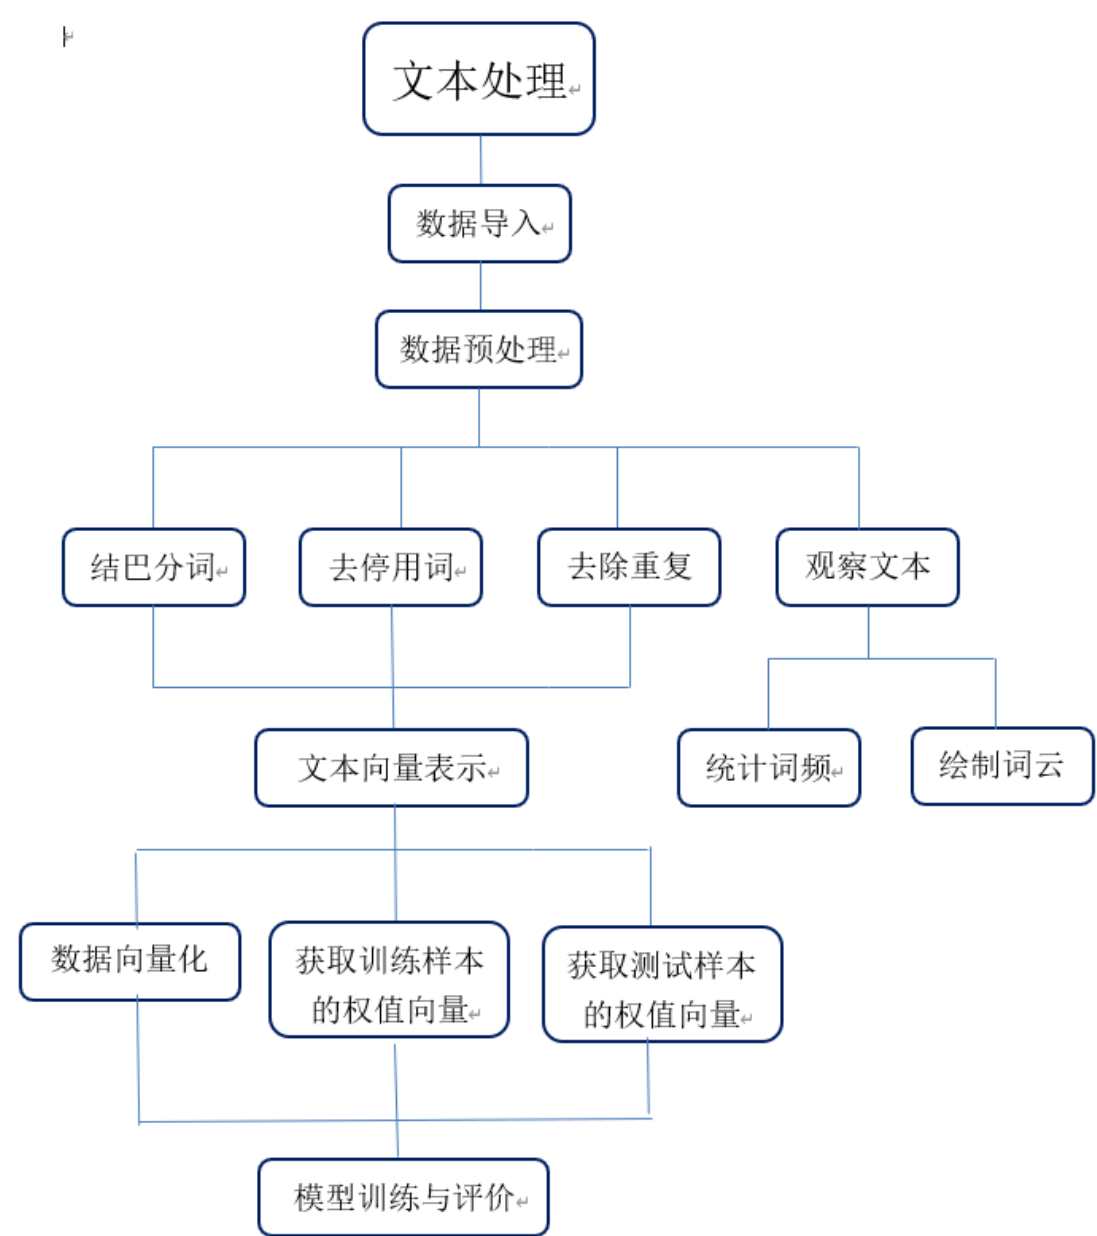 文本处理
数据导入
数据预处理
结巴分词
去停用词
去除重复
观察文本
文本向量表示
统计词频
绘制词云
数据向量化
获取训练样本
的权值向量
获取测试样本
的权值向量
模型训练与评价